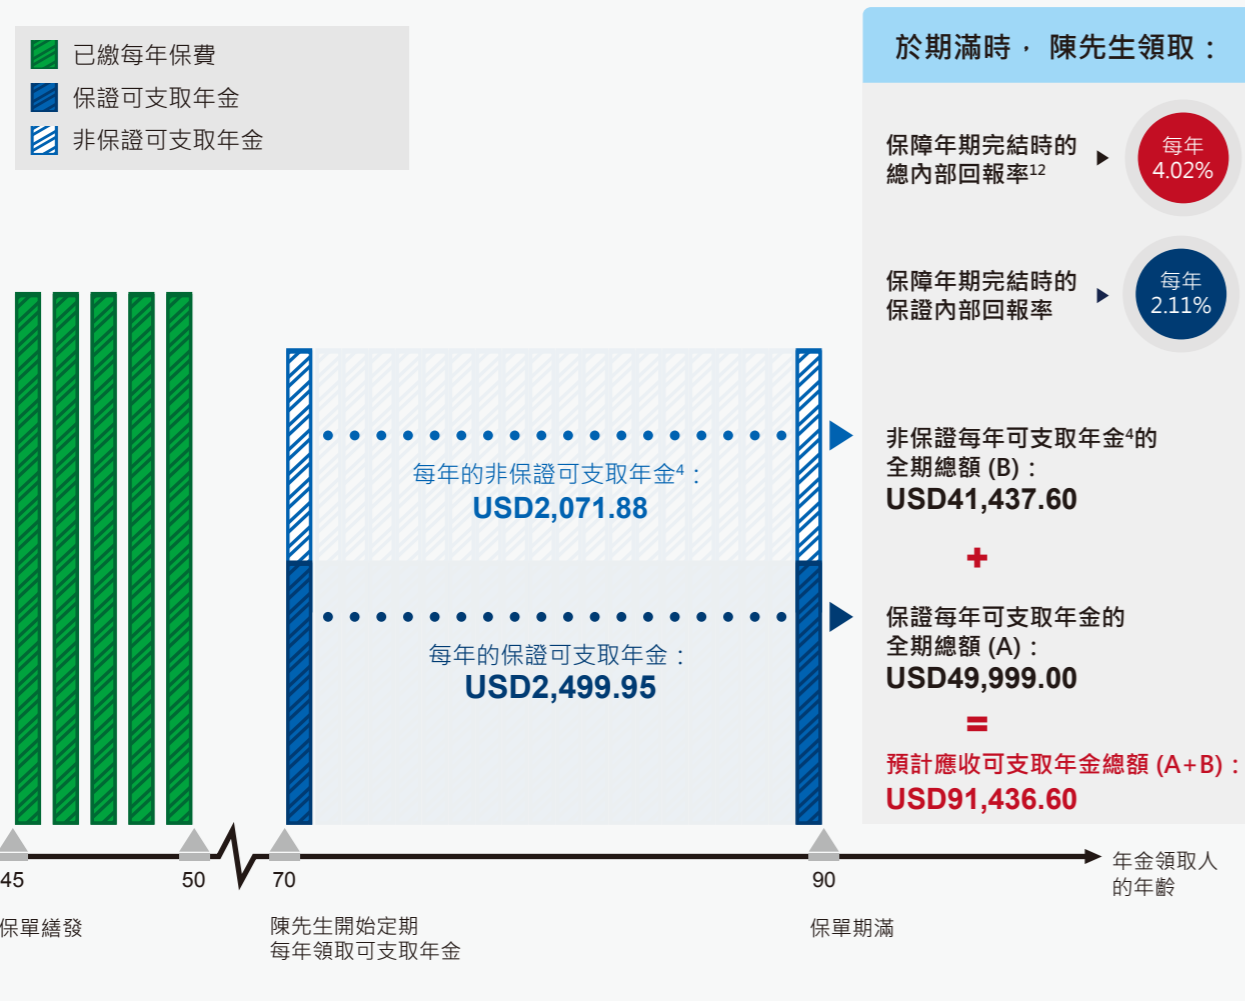 已繳每年保費
保證可支取年金
非保證可支取年金
於期滿時， 陳先生領取：
保障年期完結時的
總內部回報率¹²
每年
4.02%
保障年期完結時的
保證內部回報率
每年
2.11%
每年的非保證可支取年金⁴：
USD2,071.88
每年的保證可支取年金：
USD2,499.95
非保證每年可支取年金⁴的
全期總額 (B)：
USD41,437.60
+
保證每年可支取年金的
全期總額 (A)：
USD49,999.00
=
預計應收可支取年金總額 (A+B)：
USD91,436.60
45
50
70
90
年金領取人
的年齡
保單繕發
陳先生開始定期
每年領取可支取年金
保單期滿